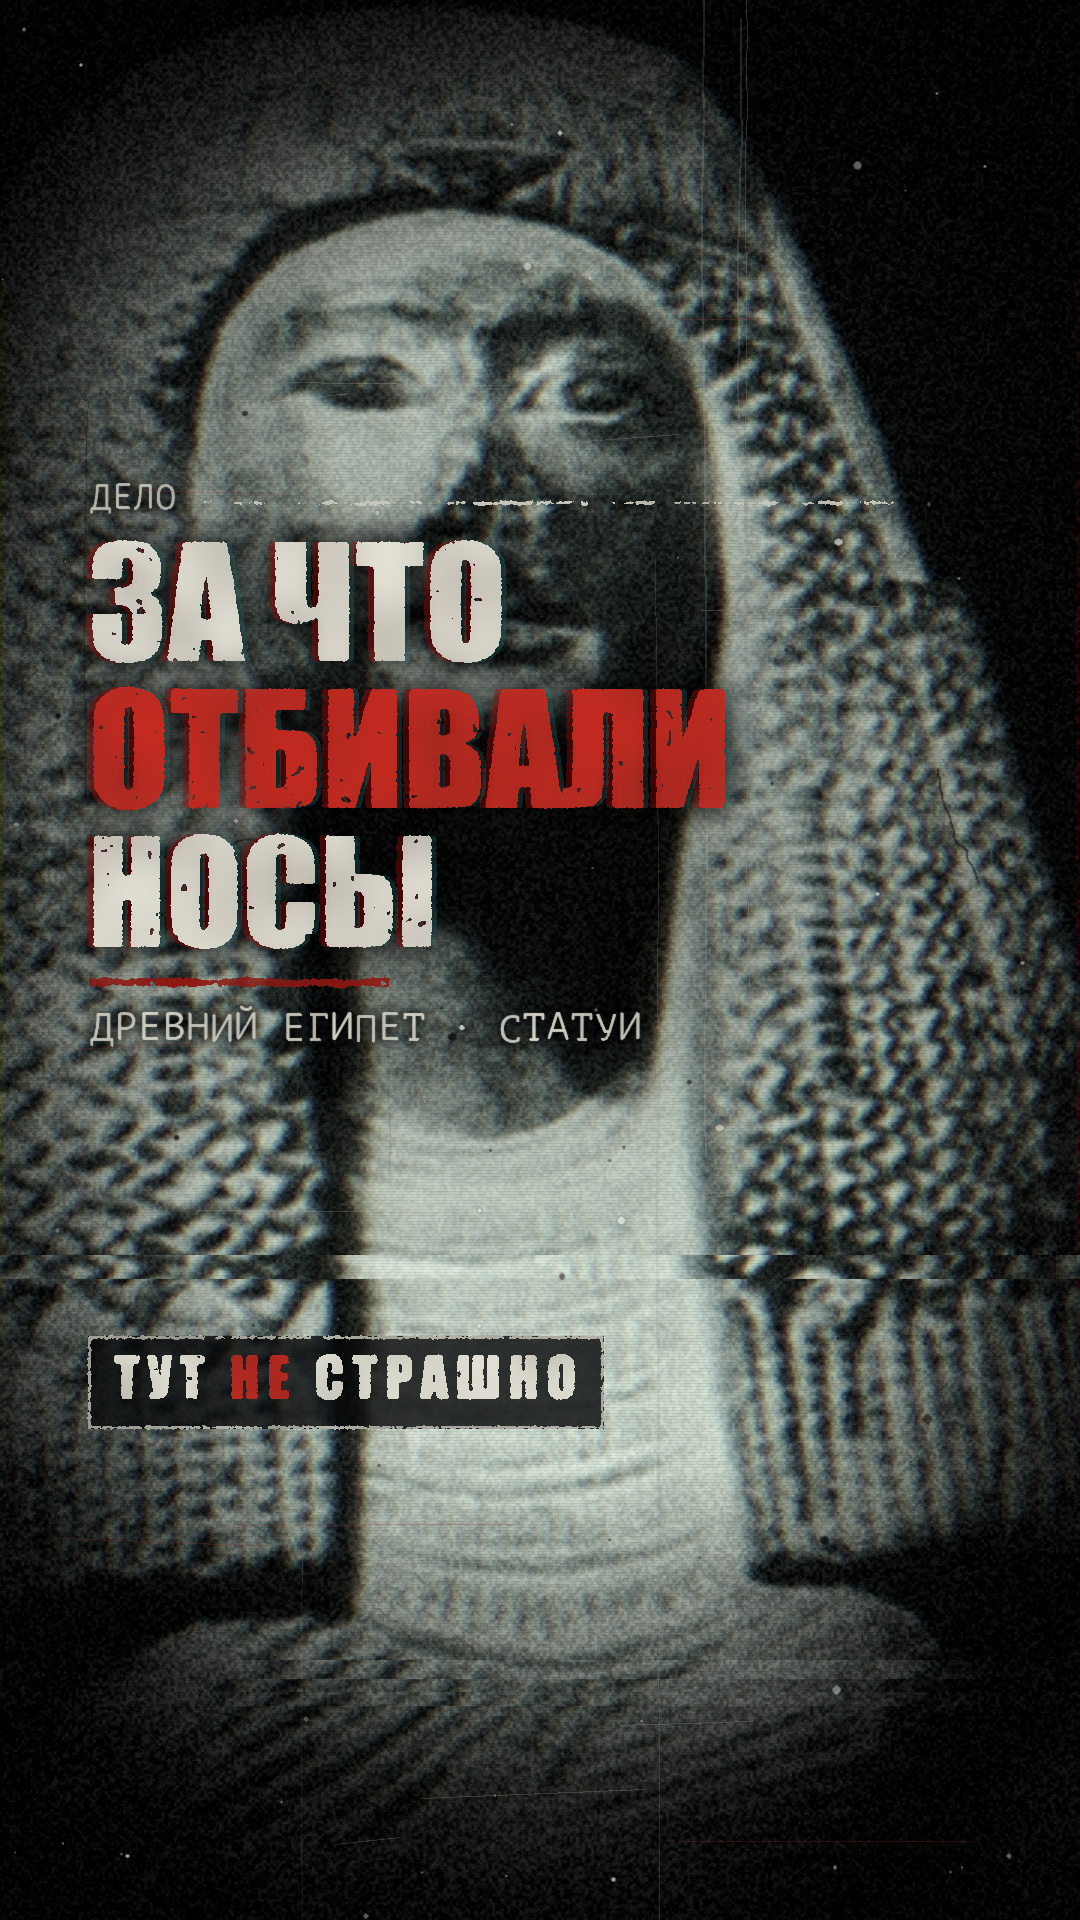 ДЕЛО
ЗА ЧТО
ОТБИВАЛИ
НОСЫ
ДРЕВНИЙ ЕГИПЕТ · СТАТУИ
ТУТ НЕ СТРАШНО